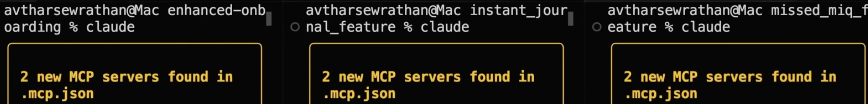 avtharsewrathan@Mac enhanced-onb
oarding % claude
2 new MCP servers found in
.mcp.json
avtharsewrathan@Mac instant_jour
nal_feature % claude
2 new MCP servers found in
.mcp.json
avtharsewrathan@Mac missed_miq_f
eature % claude
2 new MCP servers found in
.mcp.json